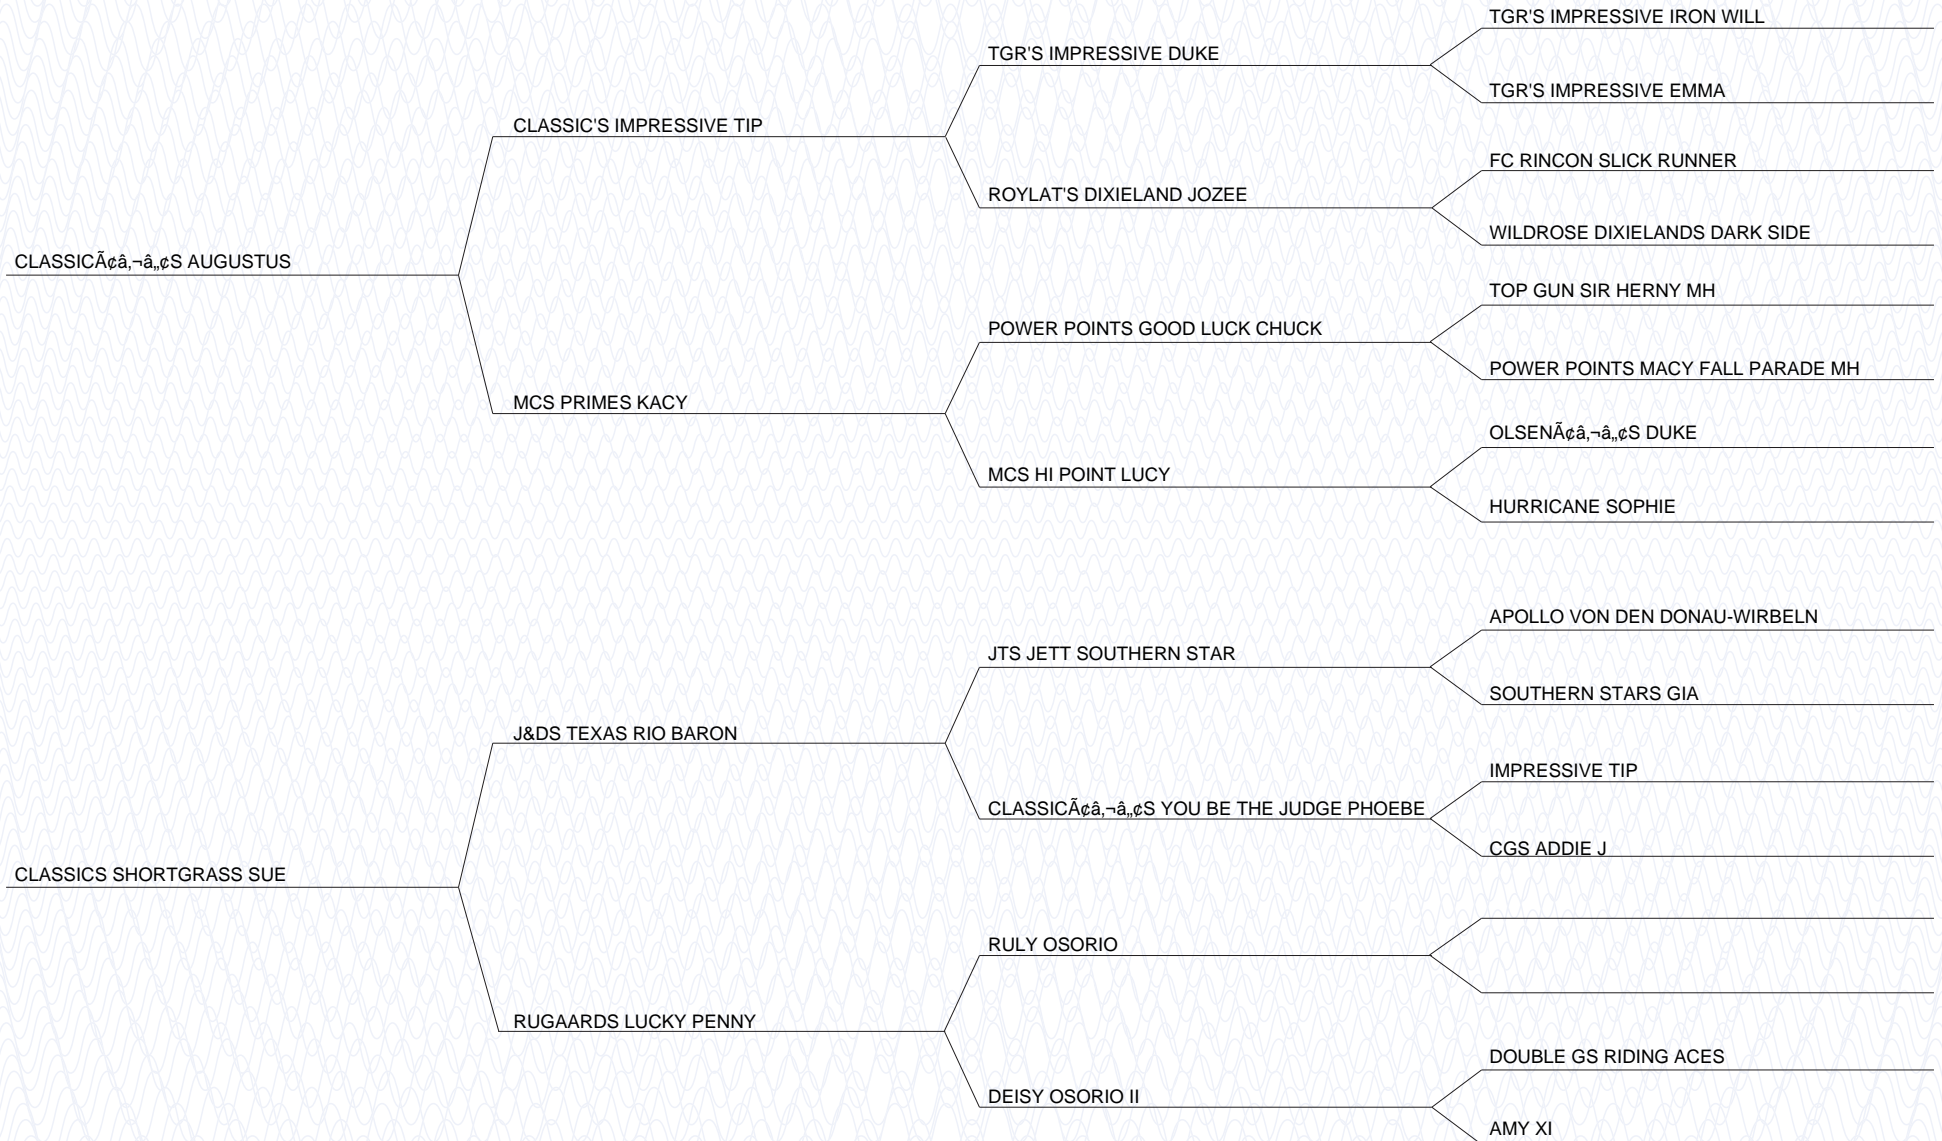 TGR'S IMPRESSIVE IRON WILL
TGR'S IMPRESSIVE DUKE
TGR'S IMPRESSIVE EMMA
CLASSIC'S IMPRESSIVE TIP
FC RINCON SLICK RUNNER
ROYLAT'S DIXIELAND JOZEE
WILDROSE DIXIELANDS DARK SIDE
CLASSICÃ¢â‚¬â„¢S AUGUSTUS
TOP GUN SIR HERNY MH
POWER POINTS GOOD LUCK CHUCK
POWER POINTS MACY FALL PARADE MH
MCS PRIMES KACY
OLSENÃ¢â‚¬â„¢S DUKE
MCS HI POINT LUCY
HURRICANE SOPHIE
APOLLO VON DEN DONAU-WIRBELN
JTS JETT SOUTHERN STAR
SOUTHERN STARS GIA
J&DS TEXAS RIO BARON
IMPRESSIVE TIP
CLASSICÃ¢â‚¬â„¢S YOU BE THE JUDGE PHOEBE
CGS ADDIE J
CLASSICS SHORTGRASS SUE
RULY OSORIO
RUGAARDS LUCKY PENNY
DOUBLE GS RIDING ACES
DEISY OSORIO II
AMY XI